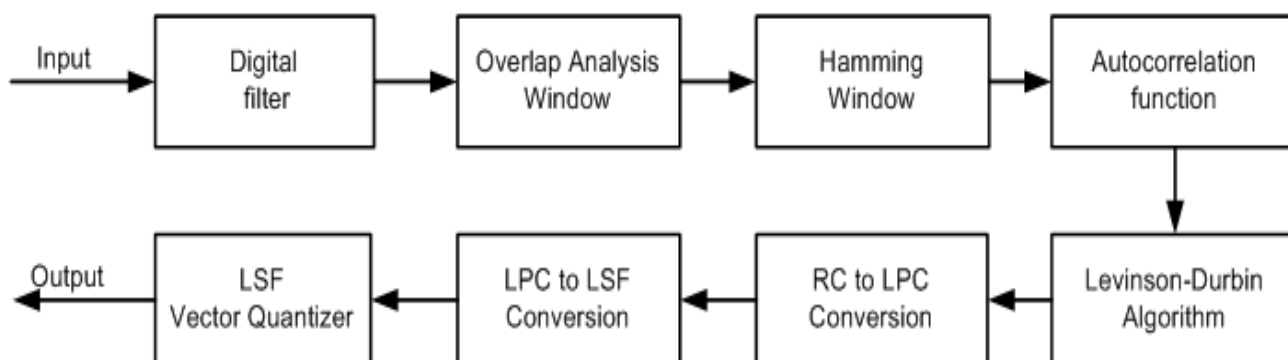 Input
Digital
filter
Overlap Analysis
Window
Hamming
Window
Autocorrelation
function
Levinson-Durbin
Algorithm
RC to LPC
Conversion
LPC to LSF
Conversion
LSF
Vector Quantizer
Output